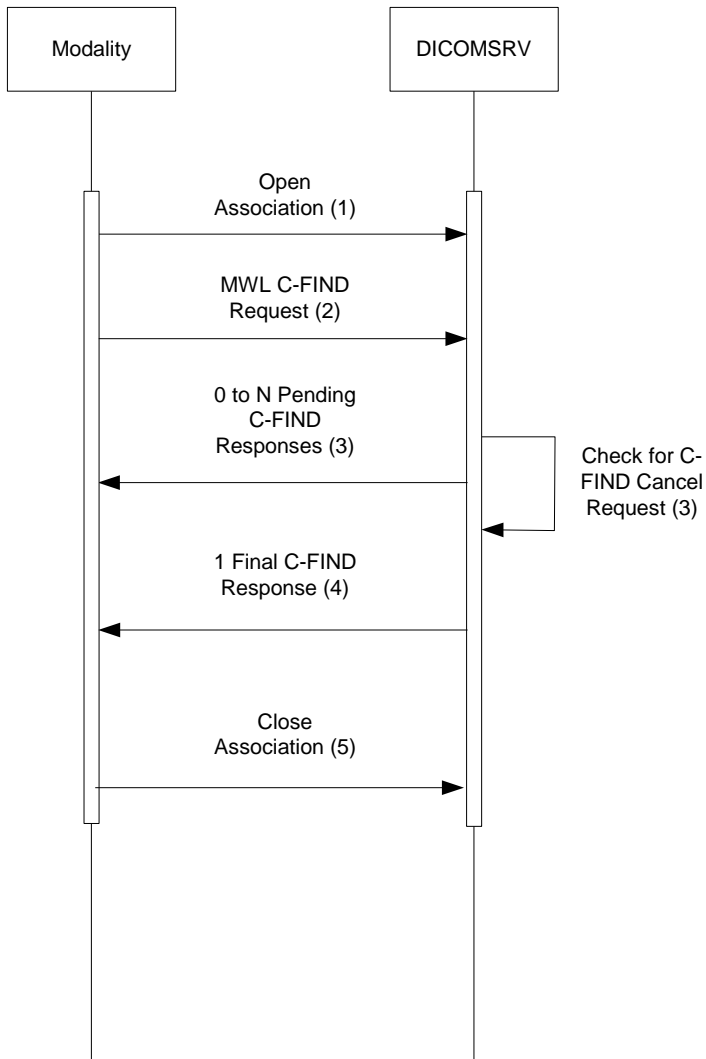 Modality
DICOMSRV
Open
Association (1)
MWL C-FIND
Request (2)
0 to N Pending
C-FIND
Responses (3)
Check for C-
FIND Cancel
Request (3)
1 Final C-FIND
Response (4)
Close
Association (5)